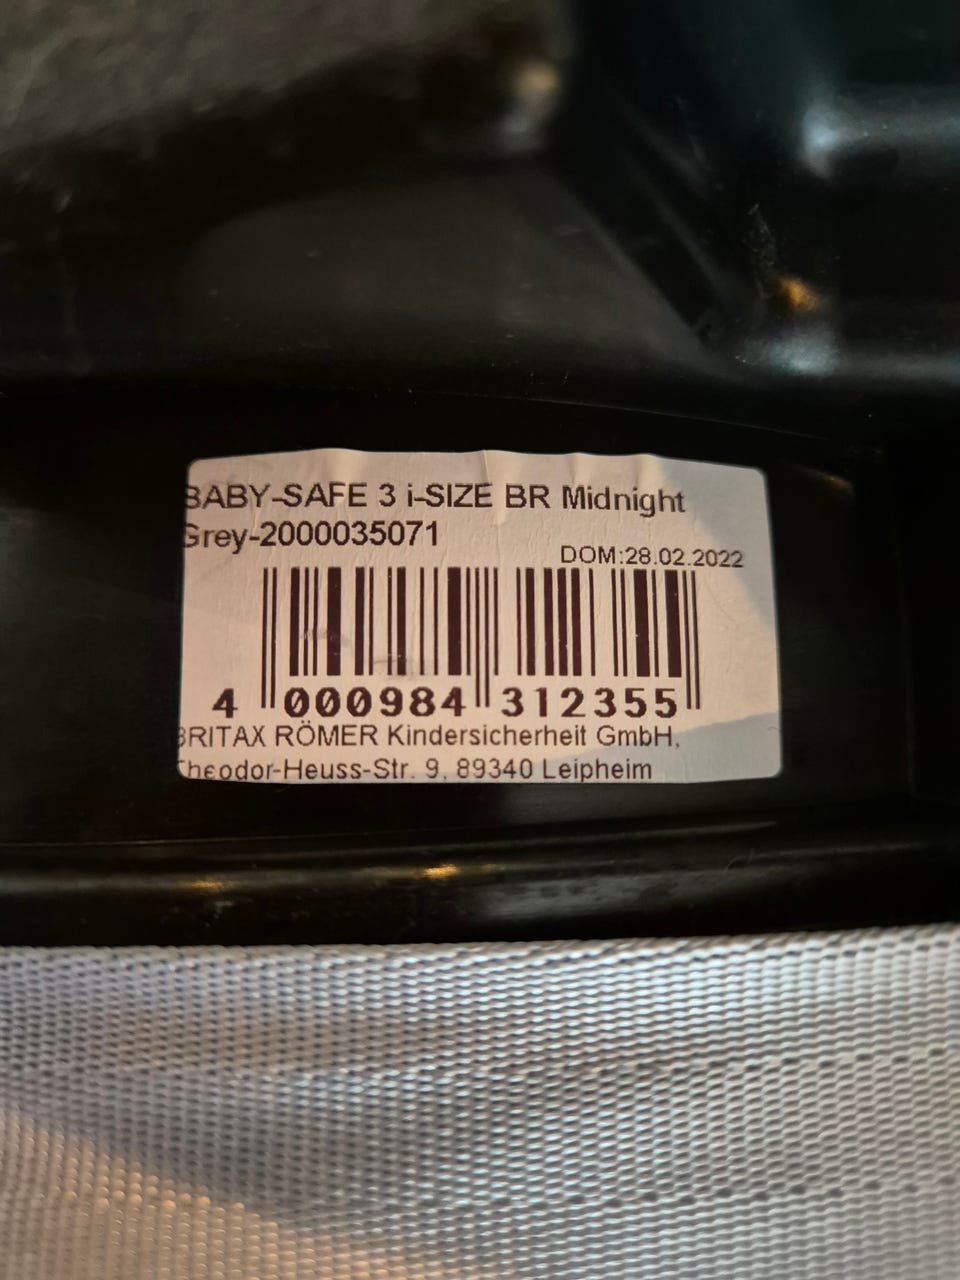 BABY-SAFE 3 i-SIZE BR Midnight
Grey-2000035071
DOM:28.02.2022
4 000984 312355
BRITAX RÖMER Kindersicherheit GmbH,
Theodor-Heuss-Str. 9, 89340 Leipheim